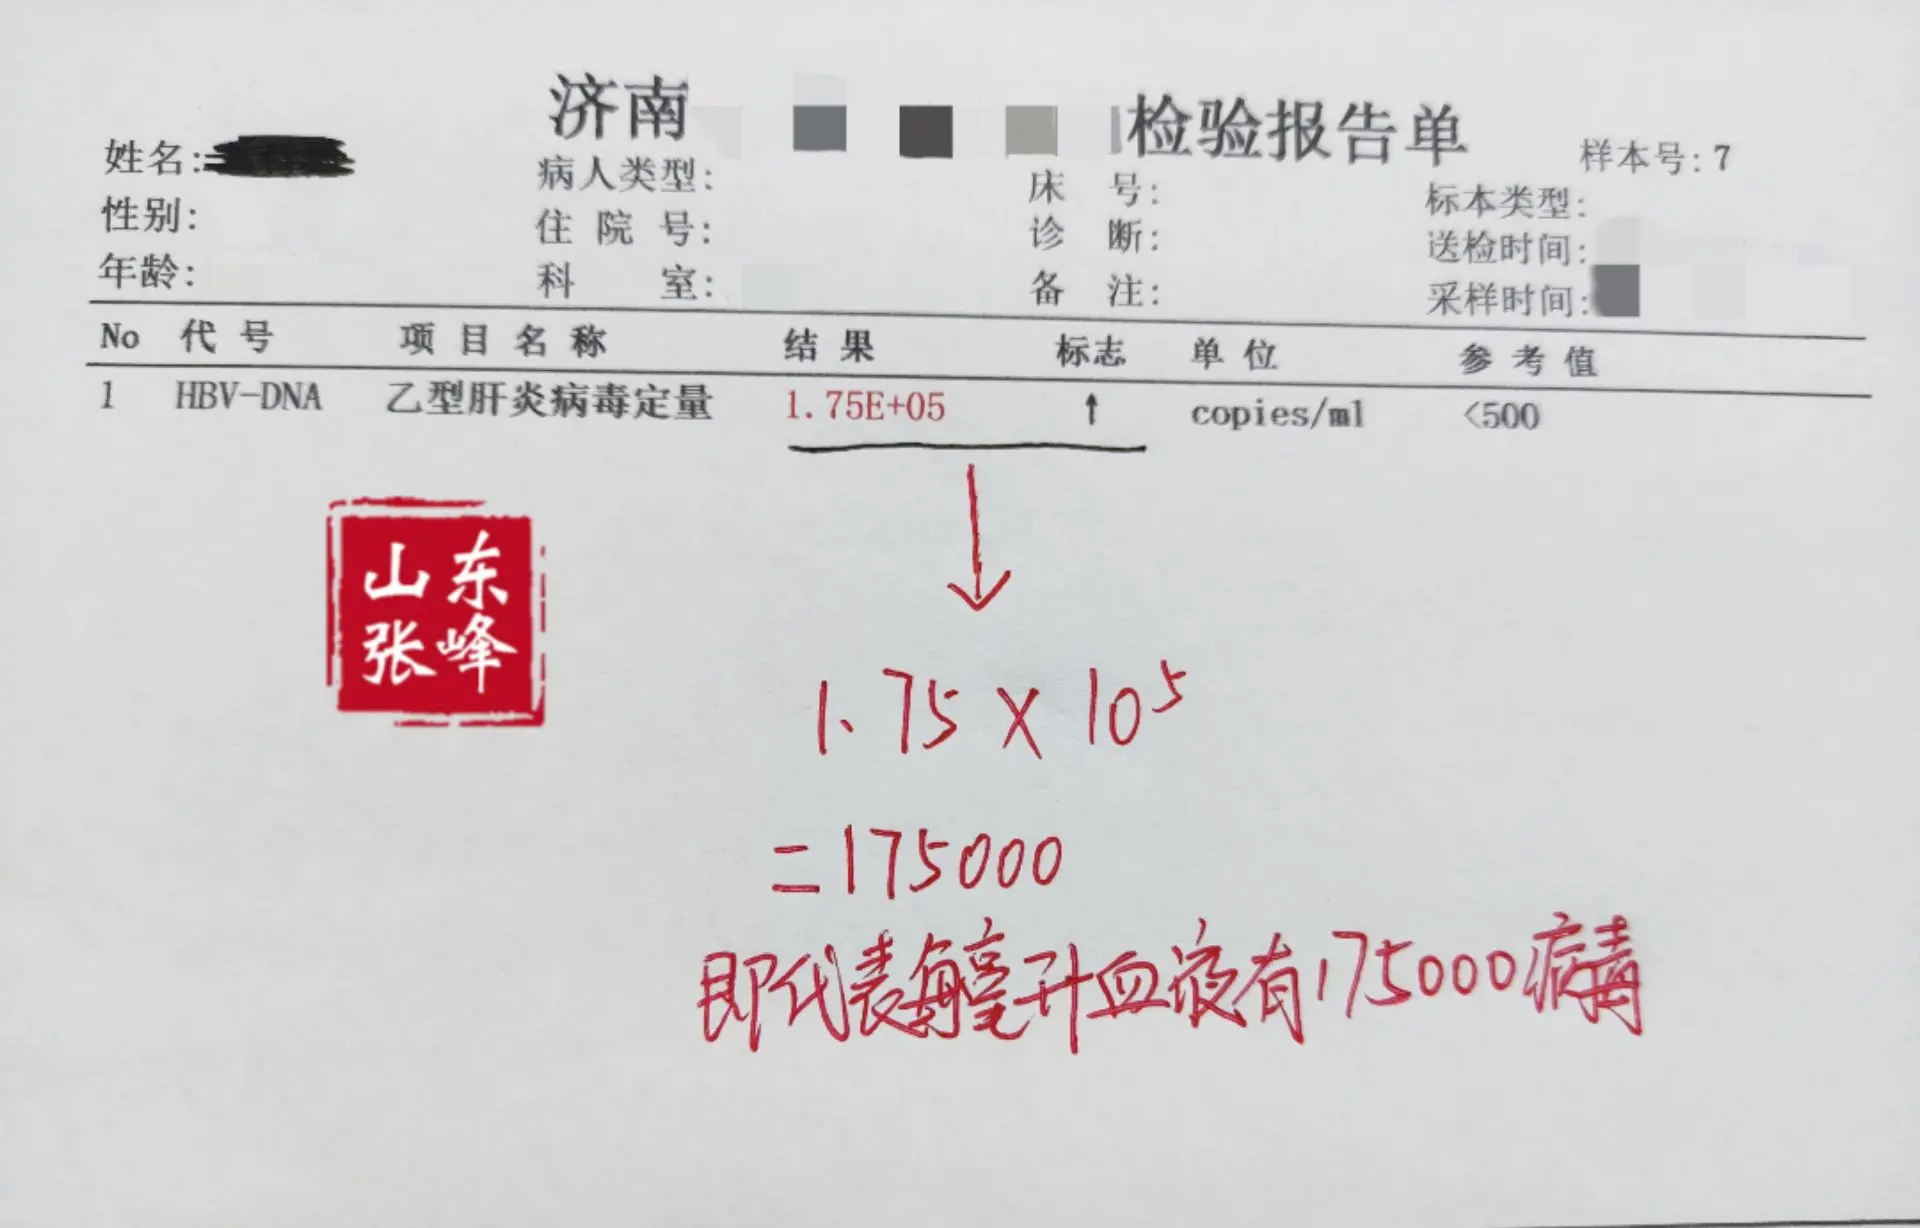 济南 检验报告单
样本号:7
姓名:
病人类型:
床 号:
标本类型:
性别:
住 院 号:
诊 断:
送检时间:
年龄:
科 室:
备 注:
采样时间:
No 代 号 项 目 名 称 结 果 标志 单 位 参 考 值
1 HBV-DNA 乙型肝炎病毒定量 1.75E+05 ↑ copies/ml <500
山东
张峰
1.75 × 10⁵
=175000
即代表每毫升血液有175000病毒